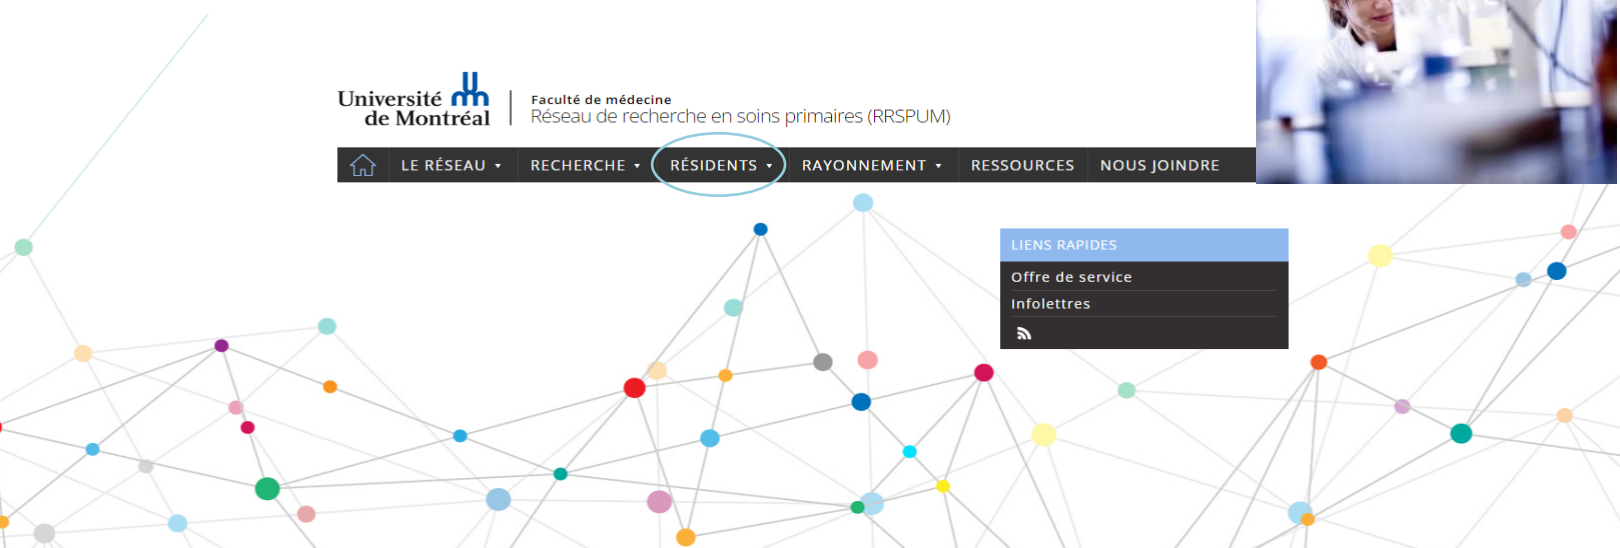 Université
de Montréal
Faculté de médecine
Réseau de recherche en soins primaires (RRSPUM)
LE RÉSEAU RECHERCHE RÉSIDENTS RAYONNEMENT RESSOURCES NOUS JOINDRE
LIENS RAPIDES
Offre de service
Infolettres